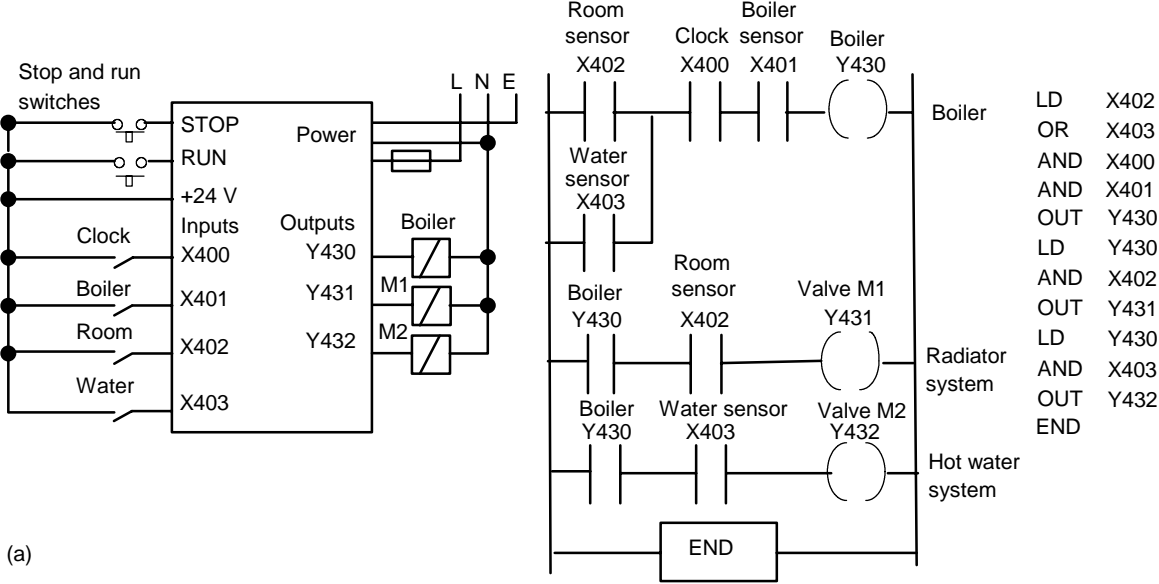 Stop and run
switches
L N E
STOP
RUN
+24 V
Power
Inputs
Outputs
Clock
X400
Boiler
X401
Room
X402
Water
X403
Boiler
Y430
M1
Y431
M2
Y432
Room
sensor
X402
Clock
X400
Boiler
sensor
X401
Boiler
Y430
Boiler
Water
sensor
X403
Boiler
Y430
Room
sensor
X402
Valve M1
Y431
Radiator
system
Boiler
Y430
Water sensor
X403
Valve M2
Y432
Hot water
system
END
LD X402
OR X403
AND X400
AND X401
OUT Y430
LD Y430
AND X402
OUT Y431
LD Y430
AND X403
OUT Y432
END
(a)